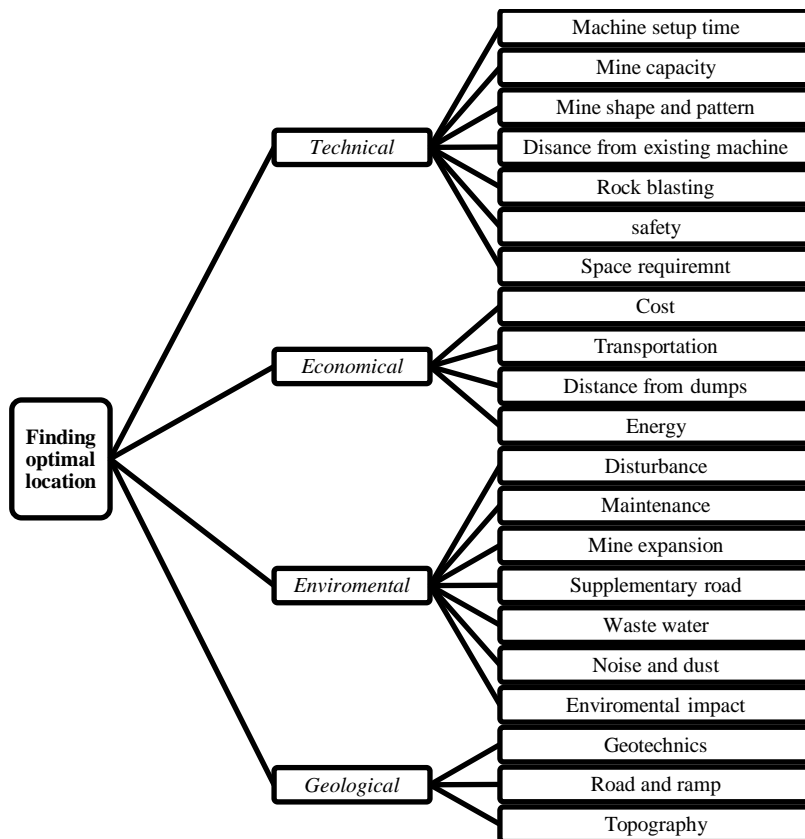 Finding
optimal
location
Technical
Machine setup time
Mine capacity
Mine shape and pattern
Disance from existing machine
Rock blasting
safety
Space requiremnt
Economical
Cost
Transportation
Distance from dumps
Energy
Enviromental
Disturbance
Maintenance
Mine expansion
Supplementary road
Waste water
Noise and dust
Enviromental impact
Geological
Geotechnics
Road and ramp
Topography